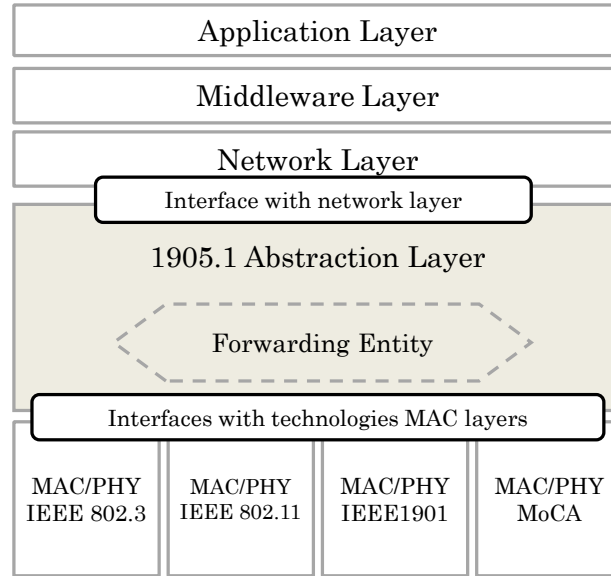 Application Layer
Middleware Layer
Network Layer
Interface with network layer
1905.1 Abstraction Layer
Forwarding Entity
Interfaces with technologies MAC layers
MAC/PHY
IEEE 802.3
MAC/PHY
IEEE 802.11
MAC/PHY
IEEE1901
MAC/PHY
MoCA